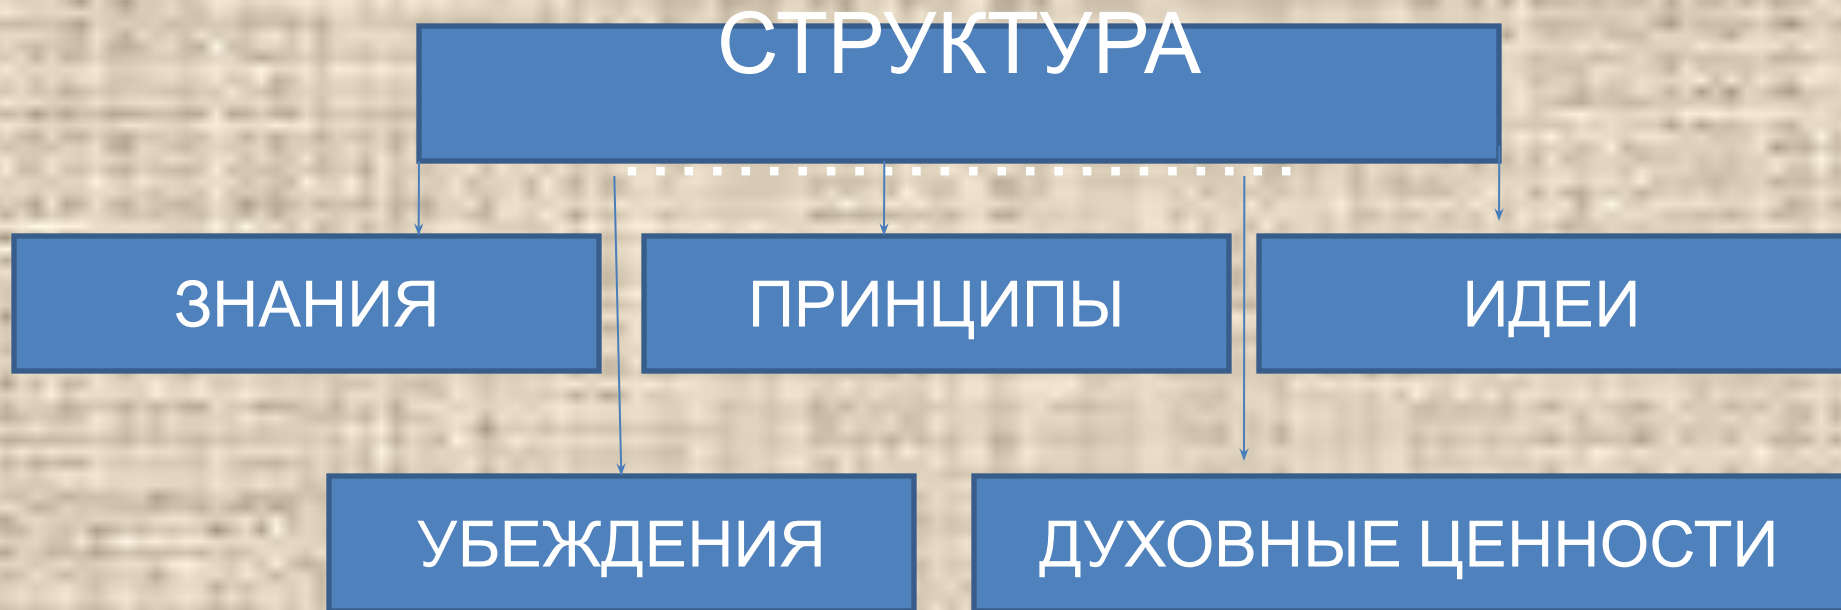 СТРУКТУРА
ЗНАНИЯ
ПРИНЦИПЫ
ИДЕИ
УБЕЖДЕНИЯ
ДУХОВНЫЕ ЦЕННОСТИ